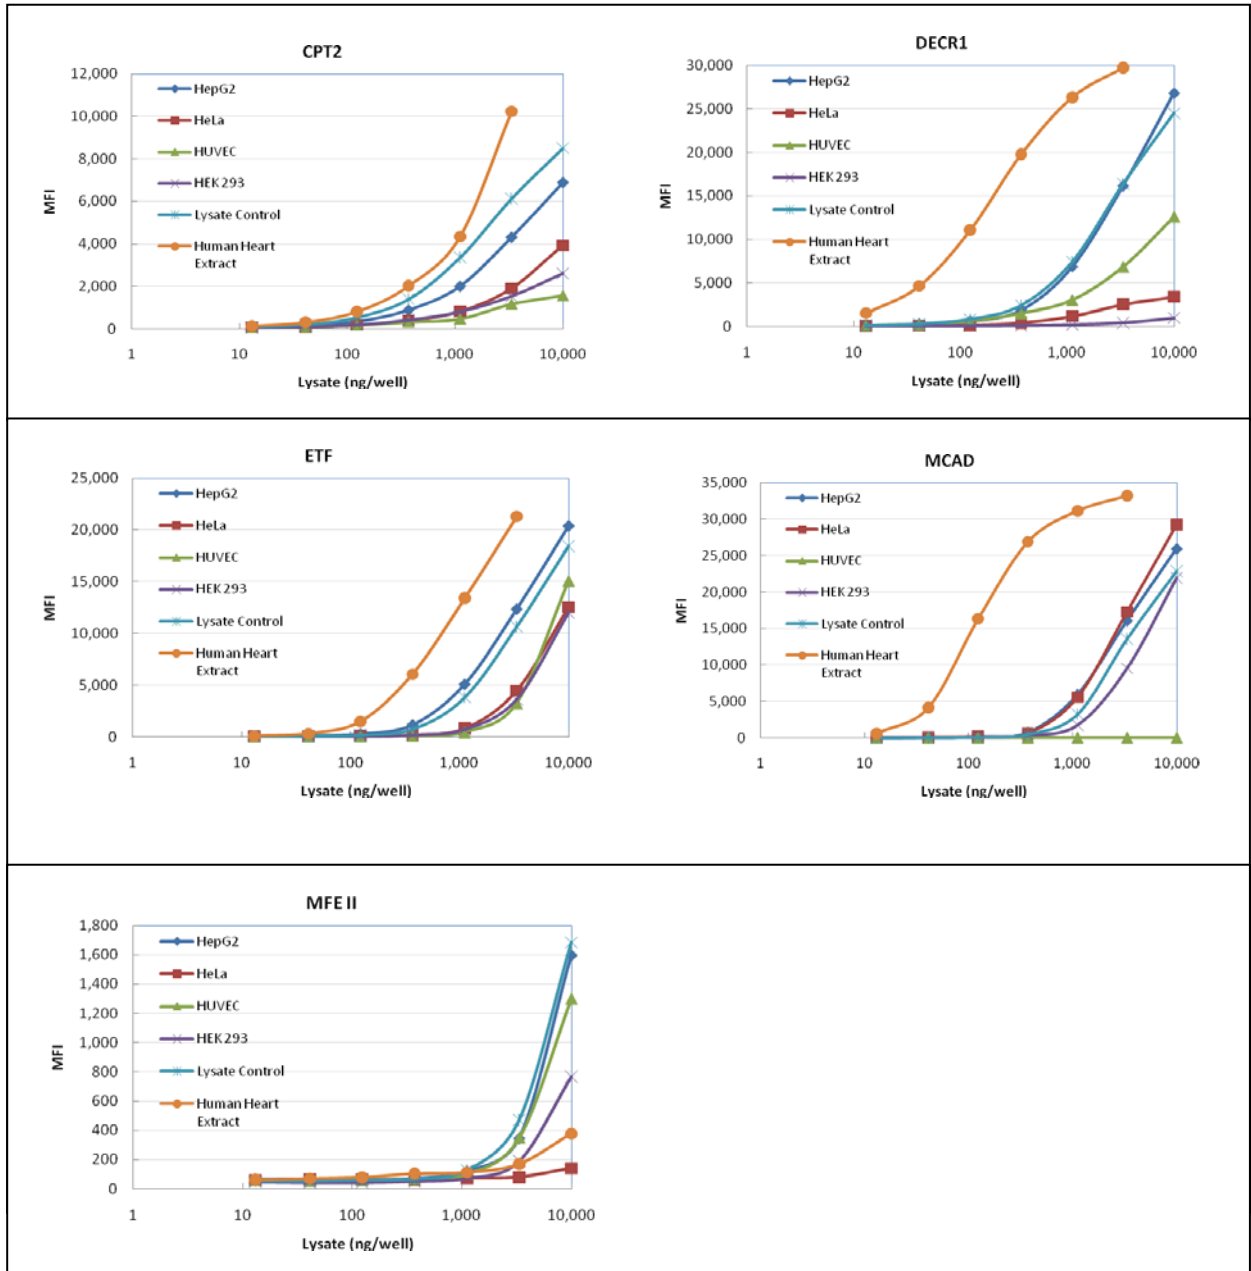 CPT2
12,000
10,000
8,000
6,000
4,000
2,000
0
MFI
HepG2
HeLa
HUVEC
HEK 293
Lysate Control
Human Heart
Extract
1
10
100
1,000
10,000
Lysate (ng/well)
DECR1
30,000
25,000
20,000
15,000
10,000
5,000
0
MFI
HepG2
HeLa
HUVEC
HEK 293
Lysate Control
Human Heart
Extract
1
10
100
1,000
10,000
Lysate (ng/well)
ETF
25,000
20,000
15,000
10,000
5,000
0
MFI
HepG2
HeLa
HUVEC
HEK 293
Lysate Control
Human Heart
Extract
1
10
100
1,000
10,000
Lysate (ng/well)
MCAD
35,000
30,000
25,000
20,000
15,000
10,000
5,000
0
MFI
HepG2
HeLa
HUVEC
HEK 293
Lysate Control
Human Heart
Extract
1
10
100
1,000
10,000
Lysate (ng/well)
MFE II
1,800
1,600
1,400
1,200
1,000
800
600
400
200
0
MFI
HepG2
HeLa
HUVEC
HEK 293
Lysate Control
Human Heart
Extract
1
10
100
1,000
10,000
Lysate (ng/well)